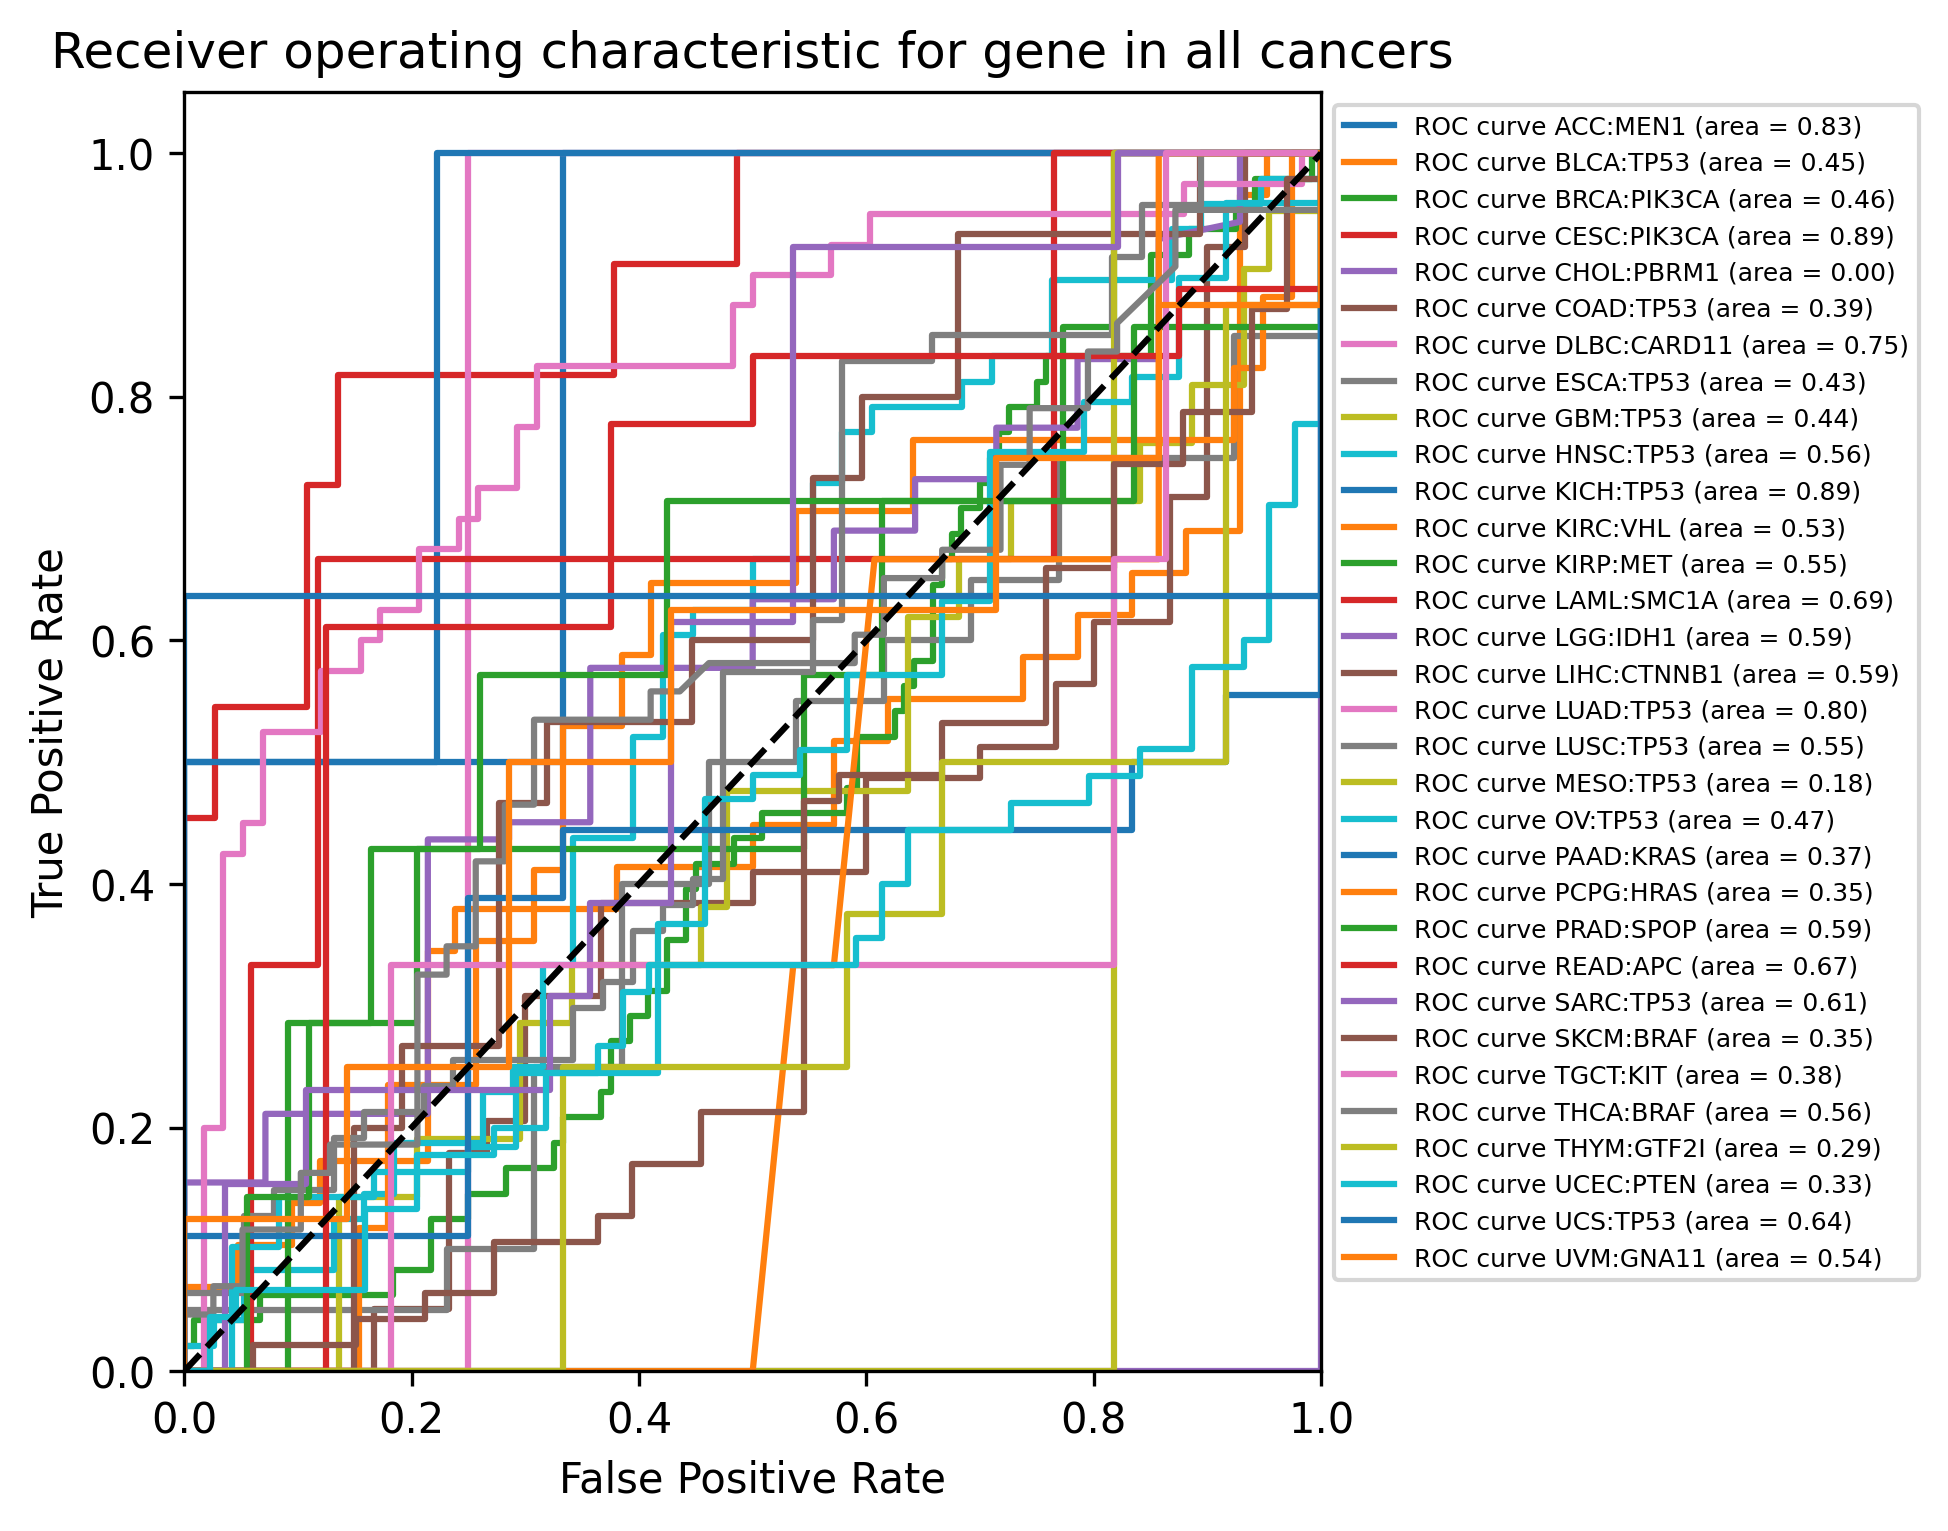 Receiver operating characteristic for gene in all cancers
True Positive Rate
1.0
0.8
0.6
0.4
0.2
0.0
0.0 0.2 0.4 0.6 0.8 1.0
False Positive Rate
ROC curve ACC:MEN1 (area = 0.83)
ROC curve BLCA:TP53 (area = 0.45)
ROC curve BRCA:PIK3CA (area = 0.46)
ROC curve CESC:PIK3CA (area = 0.89)
ROC curve CHOL:PBRM1 (area = 0.00)
ROC curve COAD:TP53 (area = 0.39)
ROC curve DLBC:CARD11 (area = 0.75)
ROC curve ESCA:TP53 (area = 0.43)
ROC curve GBM:TP53 (area = 0.44)
ROC curve HNSC:TP53 (area = 0.56)
ROC curve KICH:TP53 (area = 0.89)
ROC curve KIRC:VHL (area = 0.53)
ROC curve KIRP:MET (area = 0.55)
ROC curve LAML:SMC1A (area = 0.69)
ROC curve LGG:IDH1 (area = 0.59)
ROC curve LIHC:CTNNB1 (area = 0.59)
ROC curve LUAD:TP53 (area = 0.80)
ROC curve LUSC:TP53 (area = 0.55)
ROC curve MESO:TP53 (area = 0.18)
ROC curve OV:TP53 (area = 0.47)
ROC curve PAAD:KRAS (area = 0.37)
ROC curve PCPG:HRAS (area = 0.35)
ROC curve PRAD:SPOP (area = 0.59)
ROC curve READ:APC (area = 0.67)
ROC curve SARC:TP53 (area = 0.61)
ROC curve SKCM:BRAF (area = 0.35)
ROC curve TGCT:KIT (area = 0.38)
ROC curve THCA:BRAF (area = 0.56)
ROC curve THYM:GTF2I (area = 0.29)
ROC curve UCEC:PTEN (area = 0.33)
ROC curve UCS:TP53 (area = 0.64)
ROC curve UVM:GNA11 (area = 0.54)